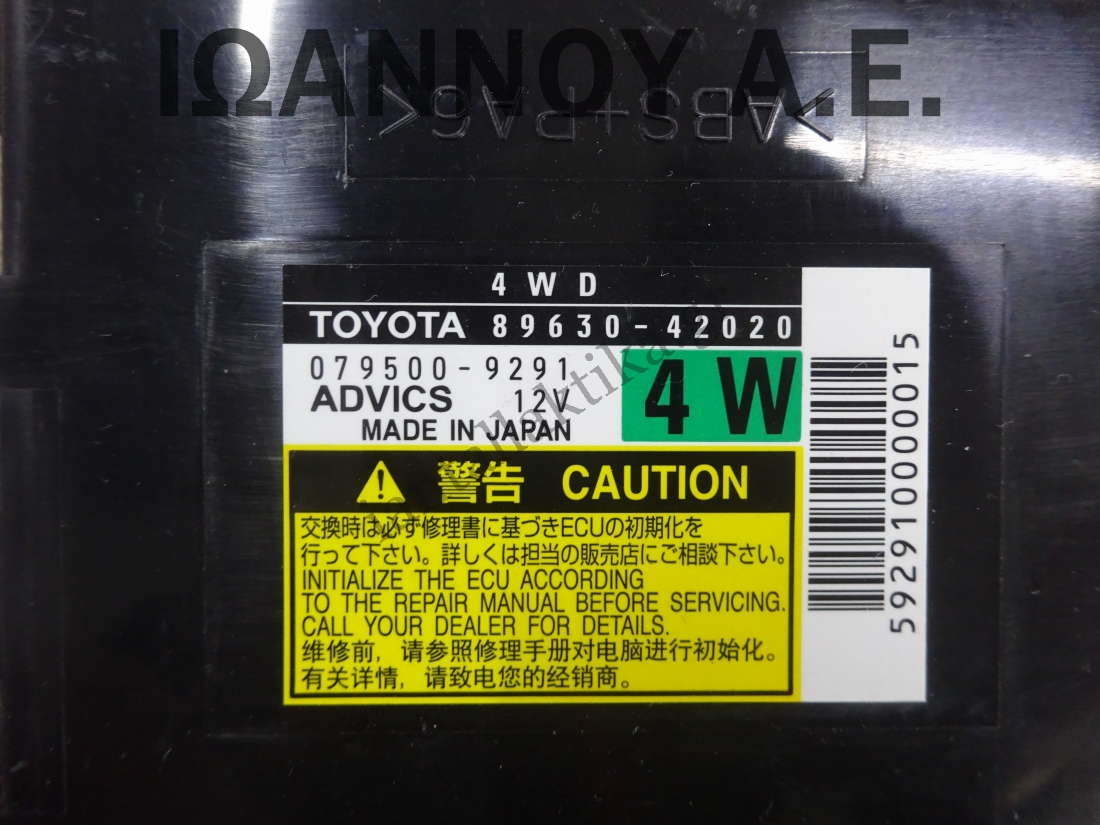 ΙΩΑΝΝΟΥ Α.Ε.
>ABS+PA6<
4WD
TOYOTA 89630-42020
079500-9291
ADVICS 12V
MADE IN JAPAN
4W
警告 CAUTION
交換時は必ず修理書に基づきECUの初期化を
行って下さい。詳しくは担当の販売店にご相談下さい。
INITIALIZE THE ECU ACCORDING
TO THE REPAIR MANUAL BEFORE SERVICING.
CALL YOUR DEALER FOR DETAILS.
维修前，请参照修理手册对电脑进行初始化。
有关详情，请致电您的经销商。
592910000015